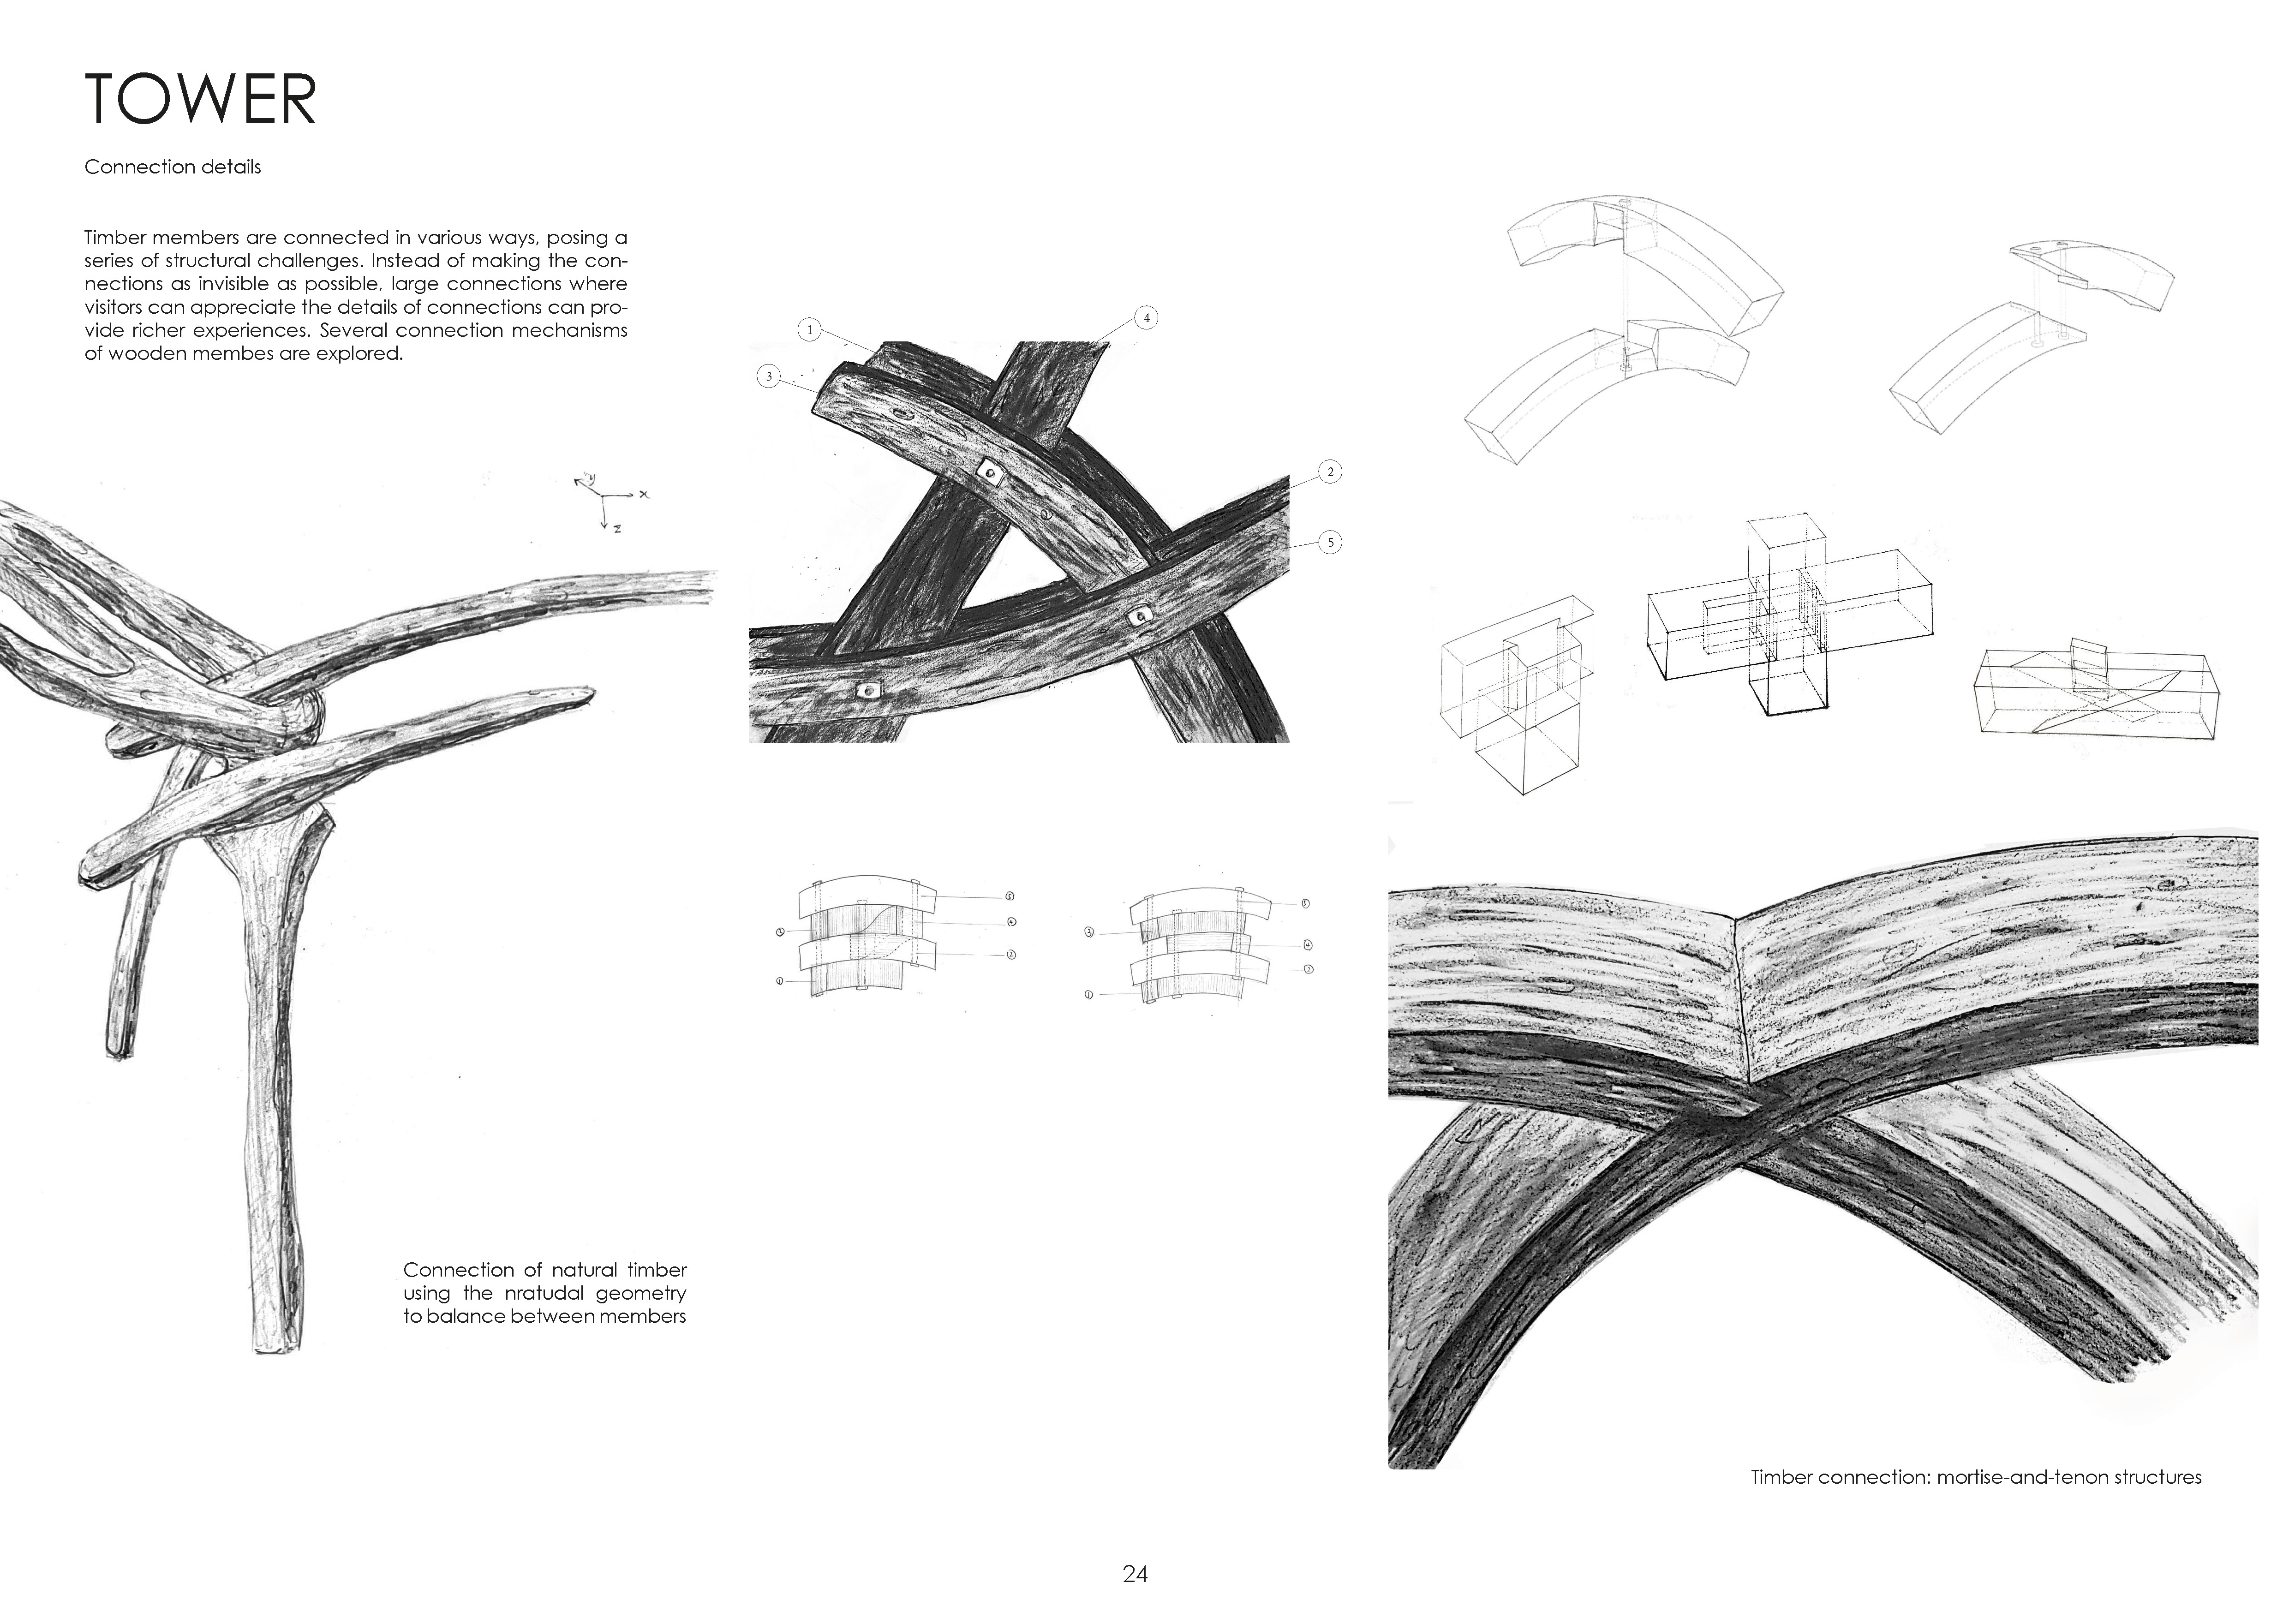 TOWER
Connection details
Timber members are connected in various ways, posing a
series of structural challenges. Instead of making the con-
nections as invisible as possible, large connections where
visitors can appreciate the details of connections can pro-
vide richer experiences. Several connection mechanisms
of wooden membes are explored.
y
x
z
1
4
3
2
5
5
4
3
2
1
5
3
4
2
1
Connection of natural timber
using the nratudal geometry
to balance between members
Timber connection: mortise-and-tenon structures
24